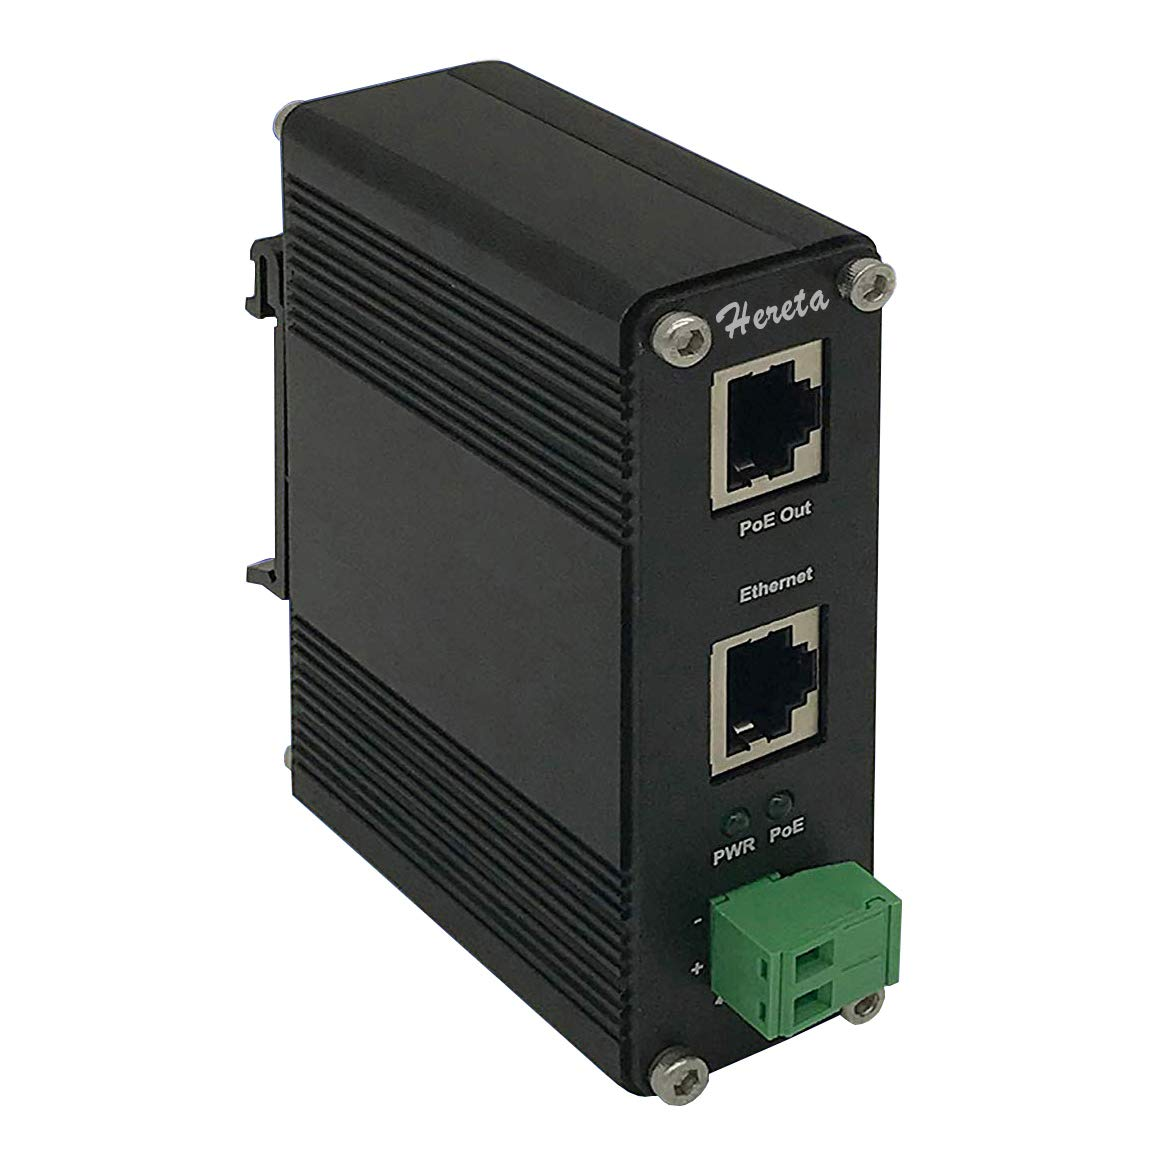 Hereta
PoE Out
Ethernet
PWR PoE
-
+